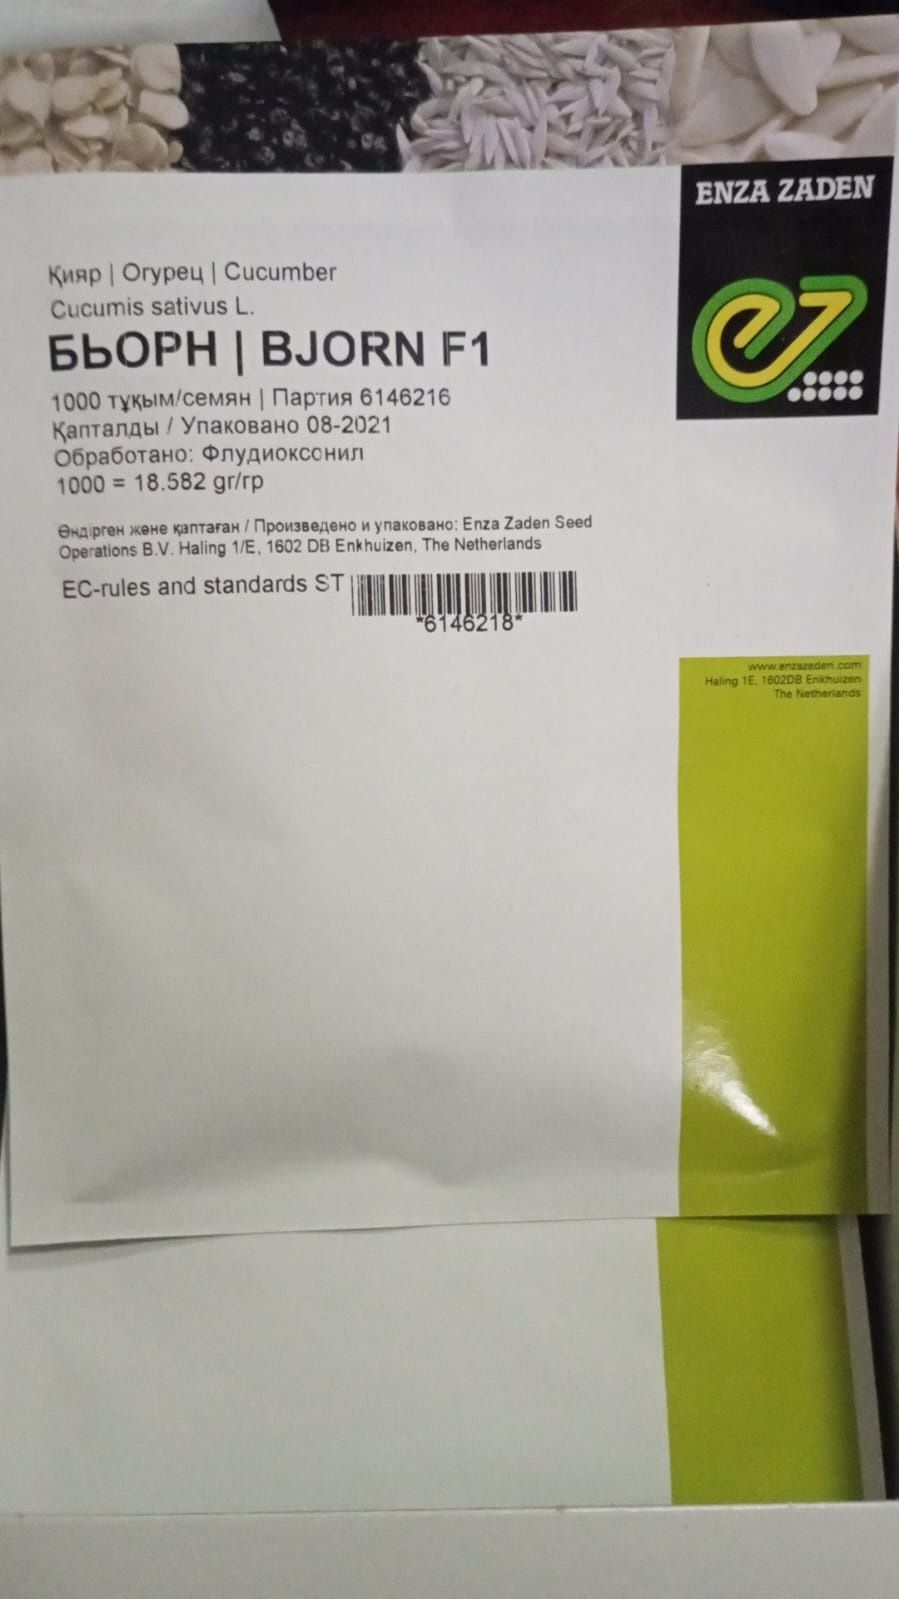 ENZA ZADEN
Қияр | Огурец | Cucumber
Cucumis sativus L.
БЬОРН | BJORN F1
1000 тұқым/семян | Партия 6146216
Қапталды / Упаковано 08-2021
Обработано: Флудиоксонил
1000 = 18.582 gr/гр
Өндірген және қаптаған / Произведено и упаковано: Enza Zaden Seed
Operations B.V. Haling 1/E, 1602 DB Enkhuizen, The Netherlands
EC-rules and standards ST
*6146218*
www.enzazaden.com
Haling 1E, 1602DB Enkhuizen
The Netherlands